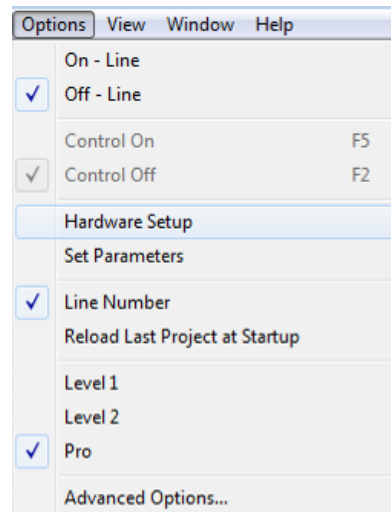 Options View Window Help
On - Line
Off - Line
Control On F5
Control Off F2
Hardware Setup
Set Parameters
Line Number
Reload Last Project at Startup
Level 1
Level 2
Pro
Advanced Options...